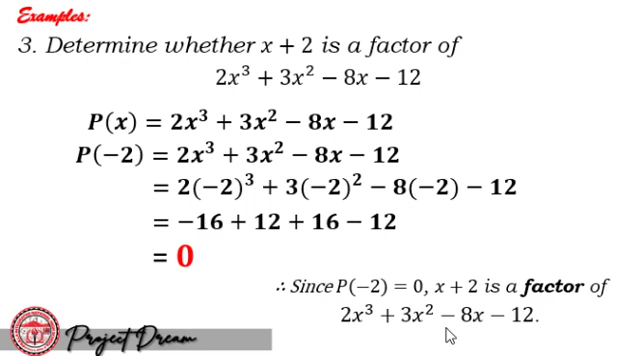 Examples:
3. Determine whether x + 2 is a factor of
2x³ + 3x² − 8x − 12
P(x) = 2x³ + 3x² − 8x − 12
P(−2) = 2x³ + 3x² − 8x − 12
= 2(−2)³ + 3(−2)² − 8(−2) − 12
= −16 + 12 + 16 − 12
= 0
∴ Since P(−2) = 0, x + 2 is a factor of
2x³ + 3x² − 8x − 12.
Project Dream